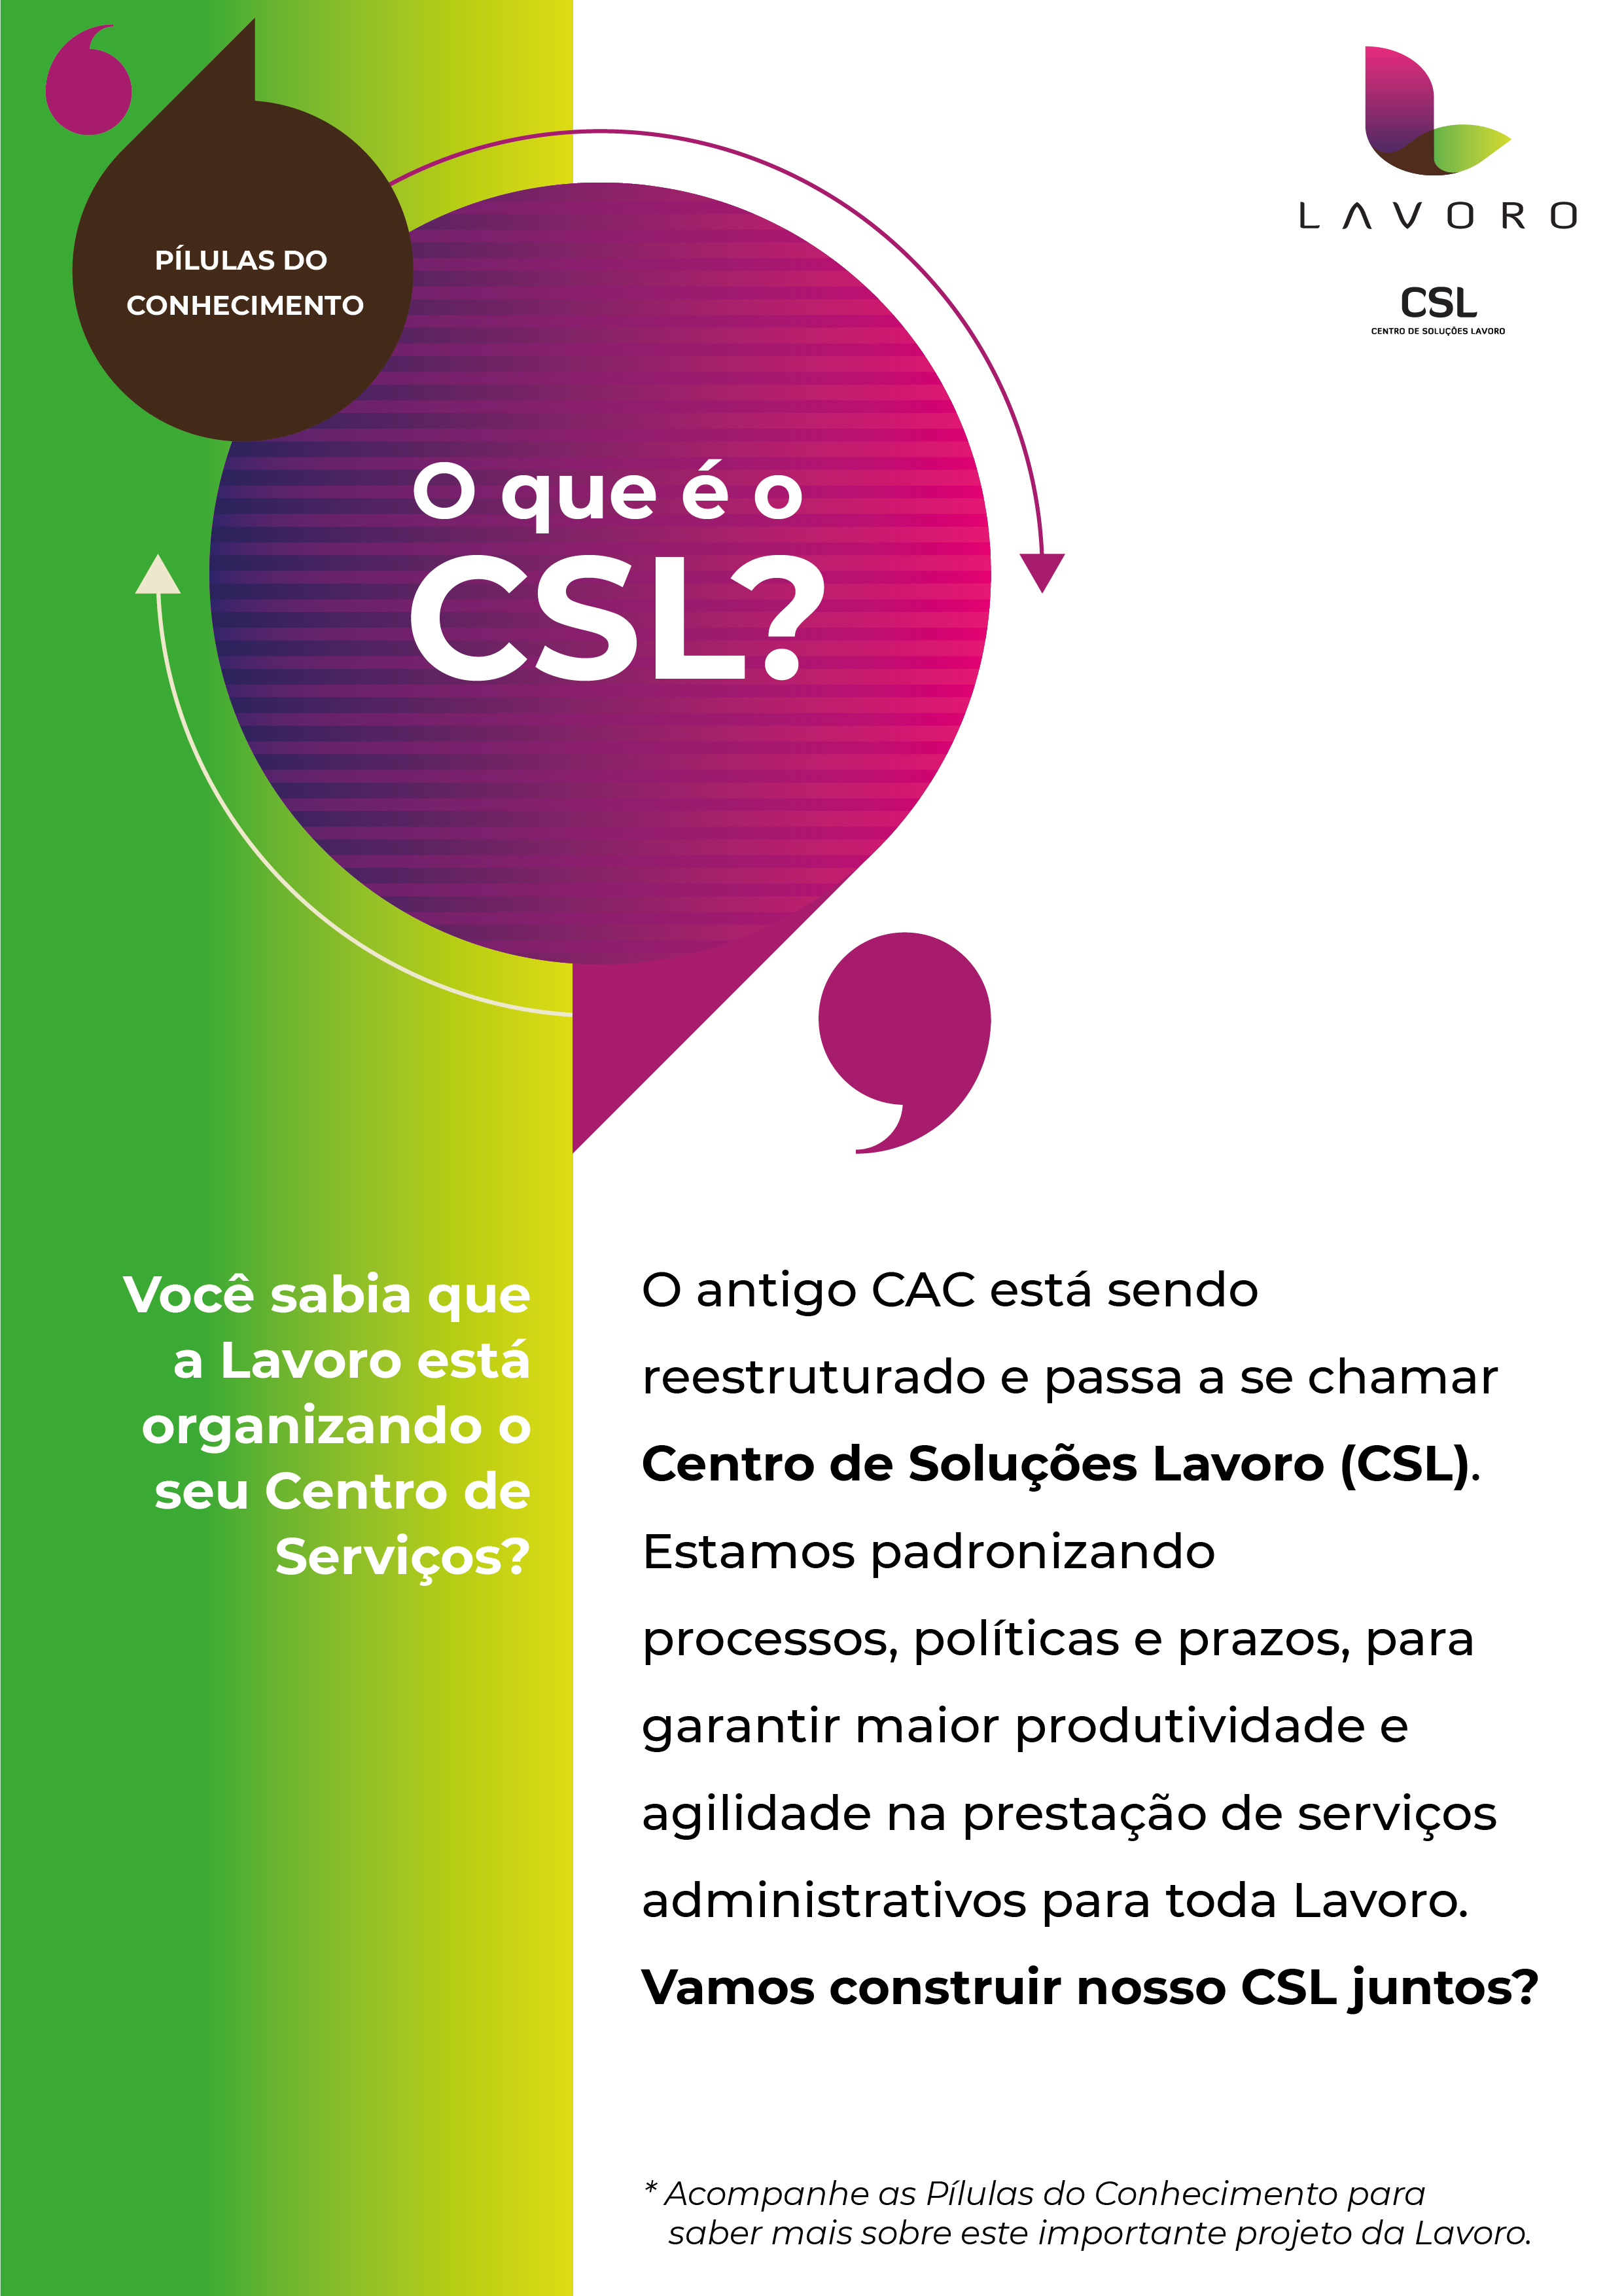 PÍLULAS DO
CONHECIMENTO
LAVORO
CSL
CENTRO DE SOLUÇÕES LAVORO
O que é o
CSL?
Você sabia que
a Lavoro está
organizando o
seu Centro de
Serviços?
O antigo CAC está sendo
reestruturado e passa a se chamar
Centro de Soluções Lavoro (CSL).
Estamos padronizando
processos, políticas e prazos, para
garantir maior produtividade e
agilidade na prestação de serviços
administrativos para toda Lavoro.
Vamos construir nosso CSL juntos?
* Acompanhe as Pílulas do Conhecimento para
saber mais sobre este importante projeto da Lavoro.